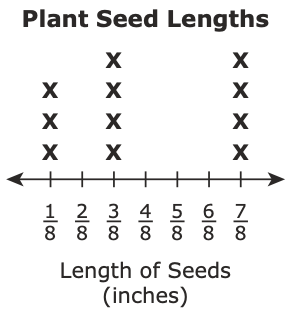 Plant Seed Lengths
X X
X X X
X X X
X X X
1/8 2/8 3/8 4/8 5/8 6/8 7/8
Length of Seeds
(inches)